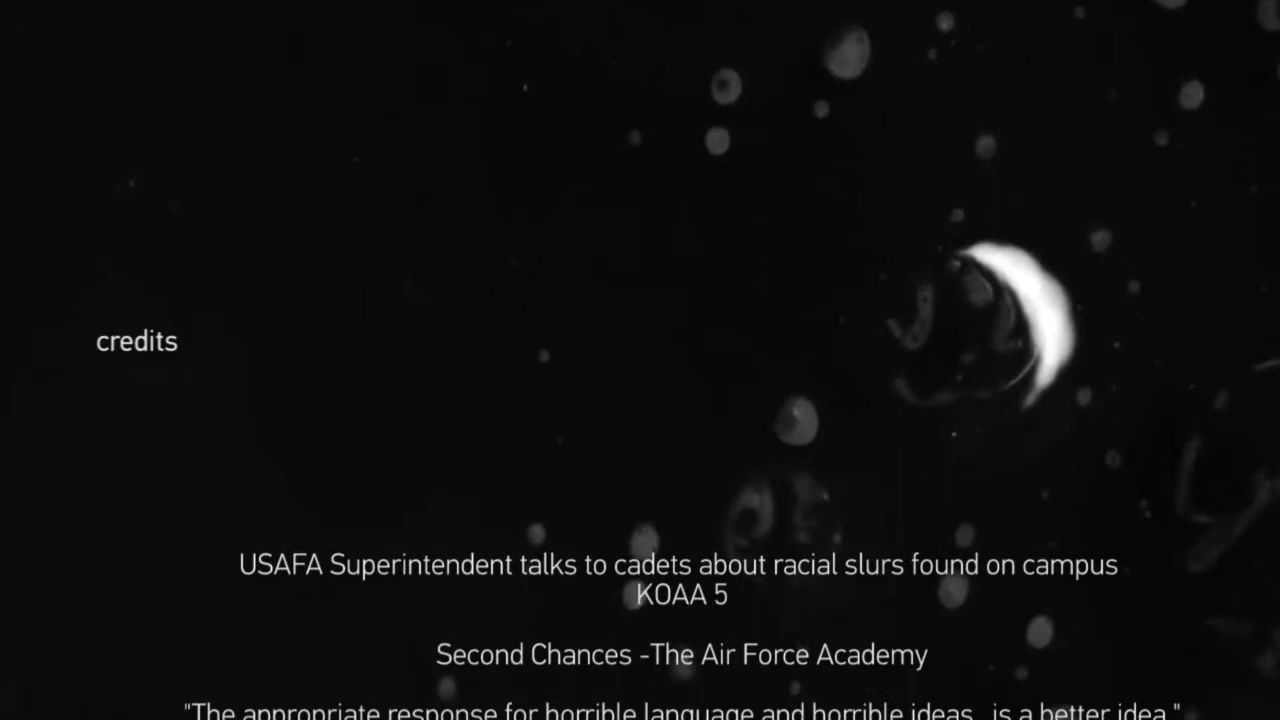 credits
USAFA Superintendent talks to cadets about racial slurs found on campus
KOAA 5
Second Chances -The Air Force Academy
"The appropriate response for horrible language and horrible ideas...is a better idea."